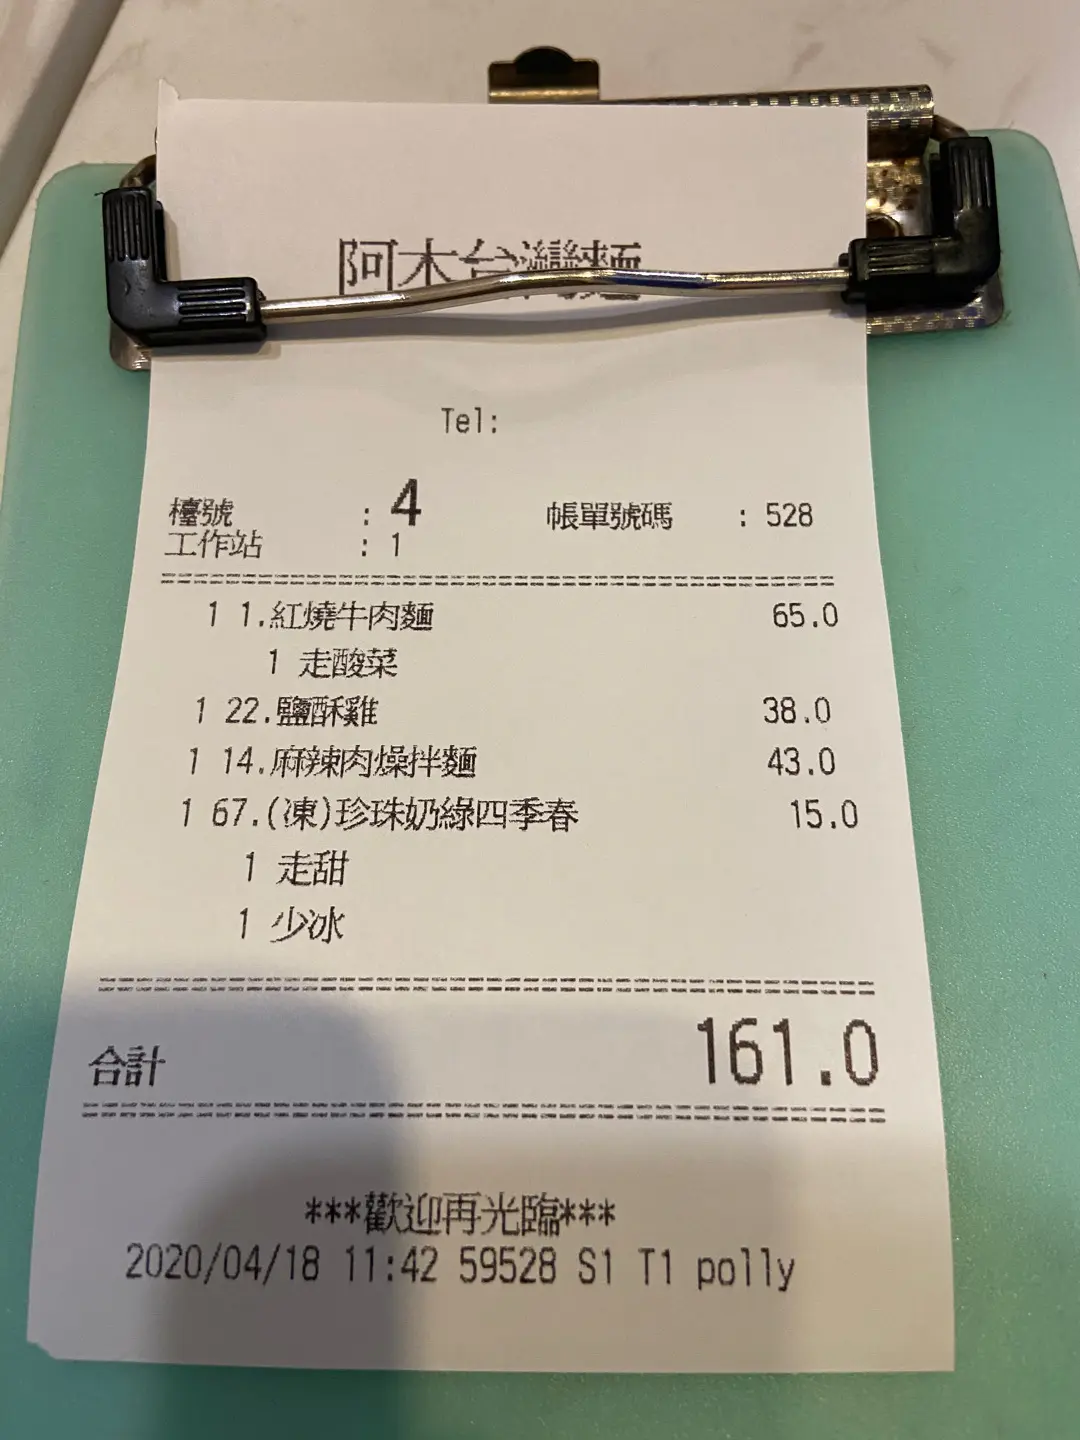 阿木台灣麵
Tel:
檯號 : 4 帳單號碼 : 528
工作站 : 1
1 1.紅燒牛肉麵 65.0
1 走酸菜
1 22.鹽酥雞 38.0
1 14.麻辣肉燥拌麵 43.0
1 67.(凍)珍珠奶綠四季春 15.0
1 走甜
1 少冰
合計 161.0
***歡迎再光臨***
2020/04/18 11:42 59528 S1 T1 polly